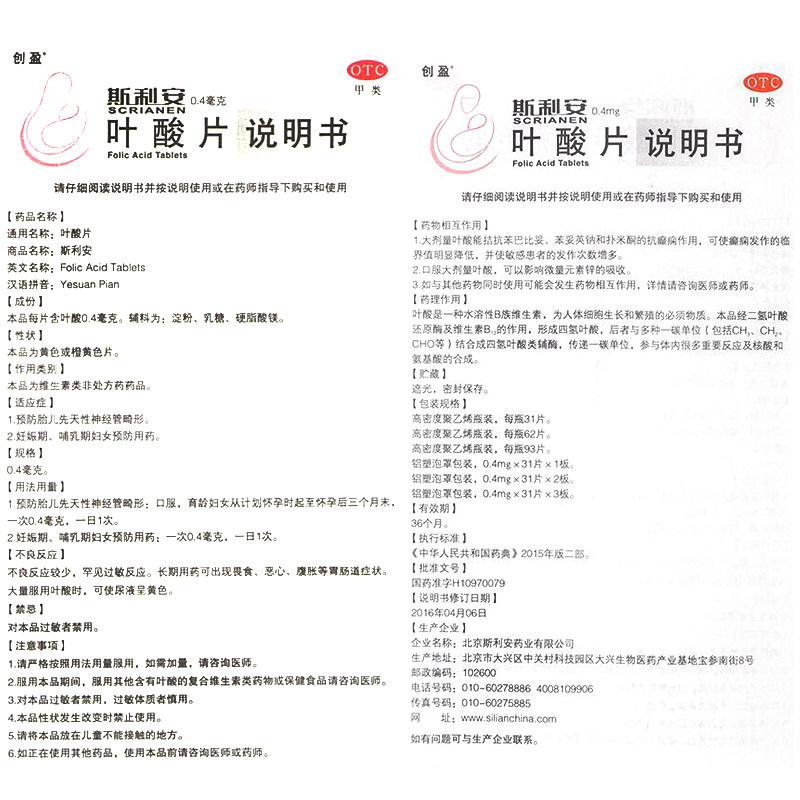 创盈®
OTC
甲类
斯利安 0.4毫克
SCRIANEN
叶酸片说明书
Folic Acid Tablets
请仔细阅读说明书并按说明使用或在药师指导下购买和使用
【药品名称】
通用名称：叶酸片
商品名称：斯利安
英文名称：Folic Acid Tablets
汉语拼音：Yesuan Pian
【成份】
本品每片含叶酸0.4毫克。辅料为：淀粉、乳糖、硬脂酸镁。
【性状】
本品为黄色或橙黄色片。
【作用类别】
本品为维生素类非处方药药品。
【适应症】
1.预防胎儿先天性神经管畸形。
2.妊娠期、哺乳期妇女预防用药。
【规格】
0.4毫克。
【用法用量】
1.预防胎儿先天性神经管畸形：口服，育龄妇女从计划怀孕时起至怀孕后三个月末，
一次0.4毫克，一日1次。
2.妊娠期、哺乳期妇女预防用药：一次0.4毫克，一日1次。
【不良反应】
不良反应较少，罕见过敏反应。长期用药可出现畏食、恶心、腹胀等胃肠道症状。
大量服用叶酸时，可使尿液呈黄色。
【禁忌】
对本品过敏者禁用。
【注意事项】
1.请严格按照用法用量服用，如需加量，请咨询医师。
2.服用本品期间，服用其他含有叶酸的复合维生素类药物或保健食品请咨询医师。
3.对本品过敏者禁用，过敏体质者慎用。
4.本品性状发生改变时禁止使用。
5.请将本品放在儿童不能接触的地方。
6.如正在使用其他药品，使用本品前请咨询医师或药师。
创盈®
OTC
甲类
斯利安 0.4mg
SCRIANEN
叶酸片说明书
Folic Acid Tablets
请仔细阅读说明书并按说明使用或在药师指导下购买和使用
【药物相互作用】
1.大剂量叶酸能拮抗苯巴比妥、苯妥英钠和扑米酮的抗癫痫作用，可使癫痫发作的临
界值明显降低，并使敏感患者的发作次数增多。
2.口服大剂量叶酸，可以影响微量元素锌的吸收。
3.如与其他药物同时使用可能会发生药物相互作用，详情请咨询医师或药师。
【药理作用】
叶酸是一种水溶性B族维生素，为人体细胞生长和繁殖的必须物质。本品经二氢叶酸
还原酶及维生素B₁₂的作用，形成四氢叶酸，后者与多种一碳单位（包括CH₃、CH₂、
CHO等）结合成四氢叶酸类辅酶，传递一碳单位，参与体内很多重要反应及核酸和
氨基酸的合成。
【贮藏】
遮光，密封保存。
【包装规格】
高密度聚乙烯瓶装，每瓶31片。
高密度聚乙烯瓶装，每瓶62片。
高密度聚乙烯瓶装，每瓶93片。
铝塑泡罩包装，0.4mg×31片×1板。
铝塑泡罩包装，0.4mg×31片×2板。
铝塑泡罩包装，0.4mg×31片×3板。
【有效期】
36个月。
【执行标准】
《中华人民共和国药典》2015年版二部。
【批准文号】
国药准字H10970079
【说明书修订日期】
2016年04月06日
【生产企业】
企业名称：北京斯利安药业有限公司
生产地址：北京市大兴区中关村科技园区大兴生物医药产业基地宝参南街8号
邮政编码：102600
电话号码：010-60278886 4008109906
传真号码：010-60275885
网 址：www.silianchina.com
如有问题可与生产企业联系。